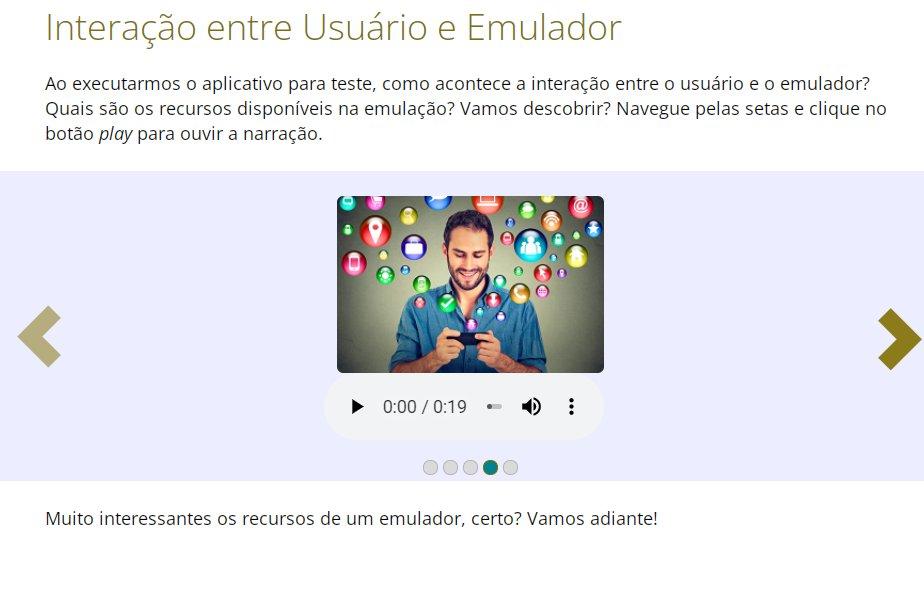 Interação entre Usuário e Emulador
Ao executarmos o aplicativo para teste, como acontece a interação entre o usuário e o emulador?
Quais são os recursos disponíveis na emulação? Vamos descobrir? Navegue pelas setas e clique no
botão play para ouvir a narração.
@
0:00 / 0:19
Muito interessantes os recursos de um emulador, certo? Vamos adiante!